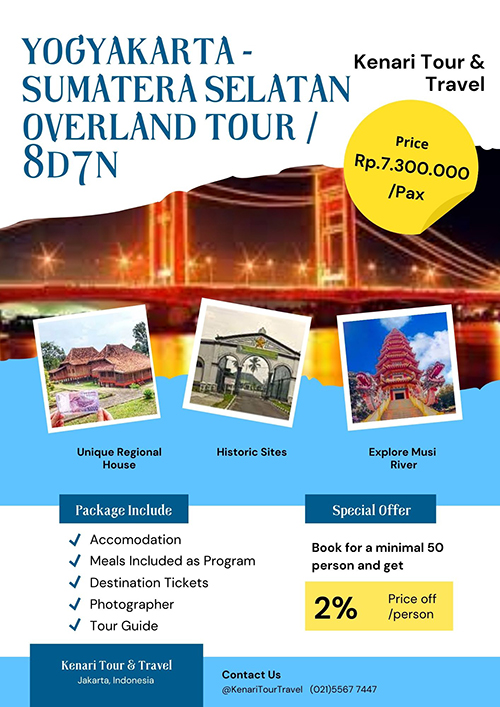 YOGYAKARTA -
SUMATERA SELATAN
OVERLAND TOUR /
8D7N
Kenari Tour &
Travel
Price
Rp.7.300.000
/Pax
Unique Regional
House
Historic Sites
Explore Musi
River
Package Include
Accomodation
Meals Included as Program
Destination Tickets
Photographer
Tour Guide
Special Offer
Book for a minimal 50
person and get
2%
Price off
/person
Kenari Tour & Travel
Jakarta, Indonesia
Contact Us
@KenariTourTravel (021)5567 7447